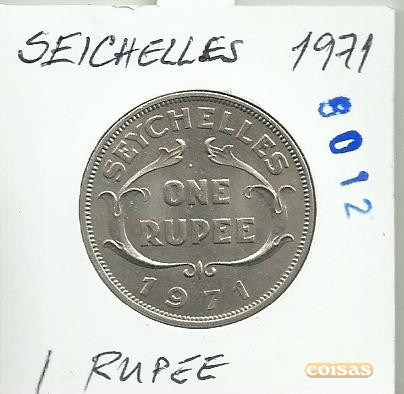 SEICHELLES 1971
8012
SEYCHELLES
ONE
RUPEE
1971
1 RUPEE
coisas